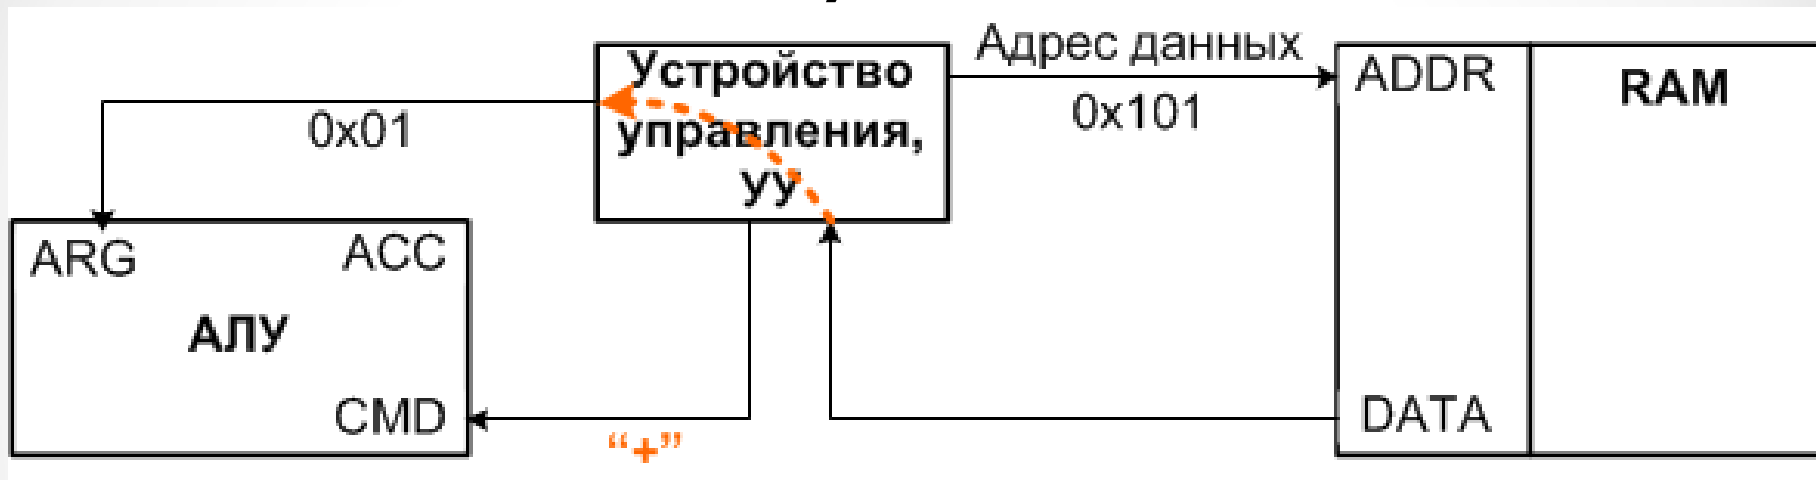 Адрес данных
Устройство
управления,
УУ
0x01
0x101
ADDR
RAM
ARG
ACC
АЛУ
CMD
“+”
DATA